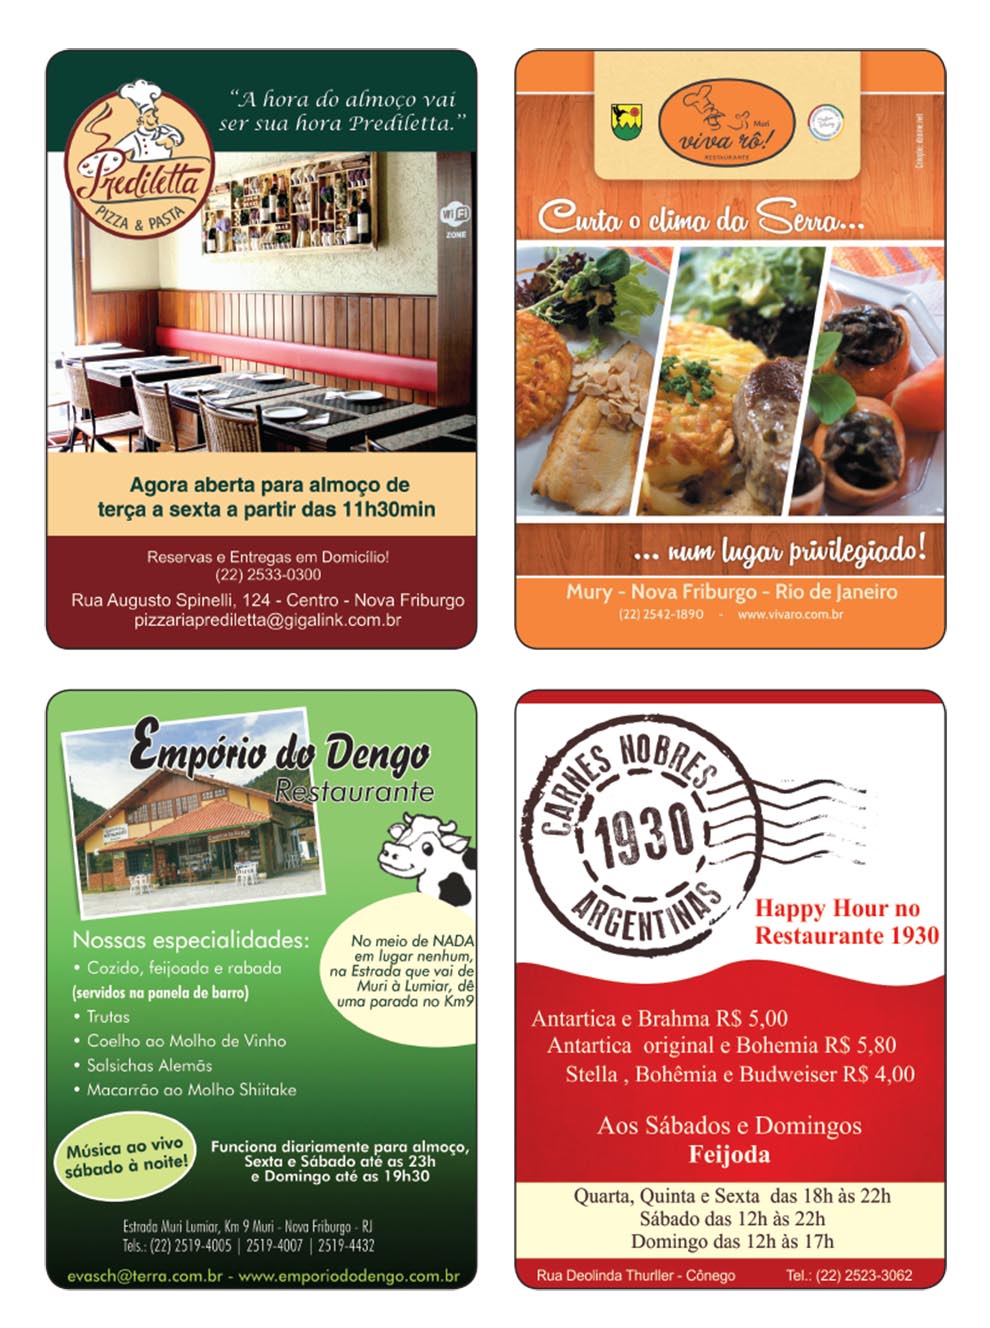 "A hora do almoço vai
ser sua hora Prediletta."
Prediletta
PIZZA & PASTA
Wi Fi
ZONE
Agora aberta para almoço de
terça a sexta a partir das 11h30min
Reservas e Entregas em Domicílio!
(22) 2533-0300
Rua Augusto Spinelli, 124 - Centro - Nova Friburgo
pizzariaprediletta@gigalink.com.br
Muri
viva rô!
RESTAURANTE
Curta o clima da Serra...
... num lugar privilegiado!
Mury - Nova Friburgo - Rio de Janeiro
(22) 2542-1890 - www.vivaro.com.br
Empório do Dengo
Restaurante
Nossas especialidades:
• Cozido, feijoada e rabada
(servidos na panela de barro)
• Trutas
• Coelho ao Molho de Vinho
• Salsichas Alemãs
• Macarrão ao Molho Shiitake
No meio de NADA
em lugar nenhum,
na Estrada que vai de
Muri à Lumiar, dê
uma parada no Km9
Música ao vivo
sábado à noite!
Funciona diariamente para almoço,
Sexta e Sábado até as 23h
e Domingo até as 19h30
Estrada Muri Lumiar, Km 9 Muri - Nova Friburgo - RJ
Tels.: (22) 2519-4005 | 2519-4007 | 2519-4432
evasch@terra.com.br - www.emporiododengo.com.br
CARNES NOBRES
1930
ARGENTINAS
Happy Hour no
Restaurante 1930
Antartica e Brahma R$ 5,00
Antartica original e Bohemia R$ 5,80
Stella , Bohêmia e Budweiser R$ 4,00
Aos Sábados e Domingos
Feijoda
Quarta, Quinta e Sexta das 18h às 22h
Sábado das 12h às 22h
Domingo das 12h às 17h
Rua Deolinda Thurller - Cônego Tel.: (22) 2523-3062